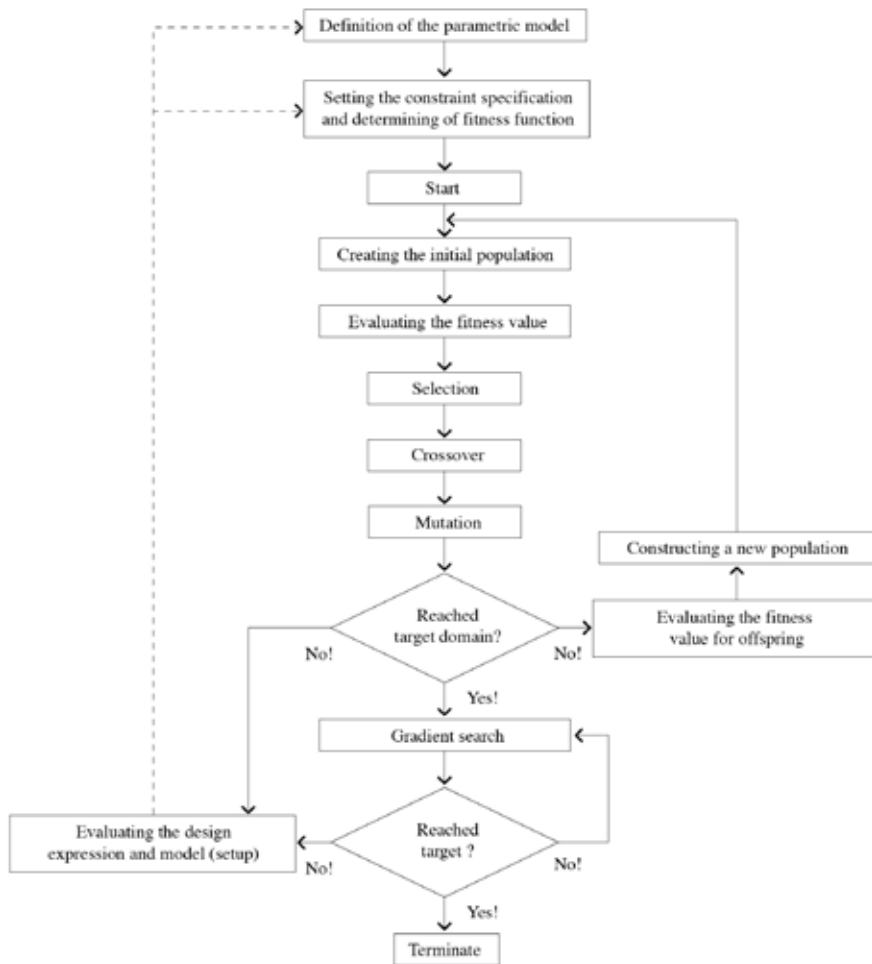 Definition of the parametric model
Setting the constraint specification
and determining of fitness function
Start
Creating the initial population
Evaluating the fitness value
Selection
Crossover
Mutation
Constructing a new population
Reached
target domain?
Evaluating the fitness
value for offspring
No!
No!
Yes!
Gradient search
Evaluating the design
expression and model (setup)
Reached
target ?
No!
No!
Yes!
Terminate